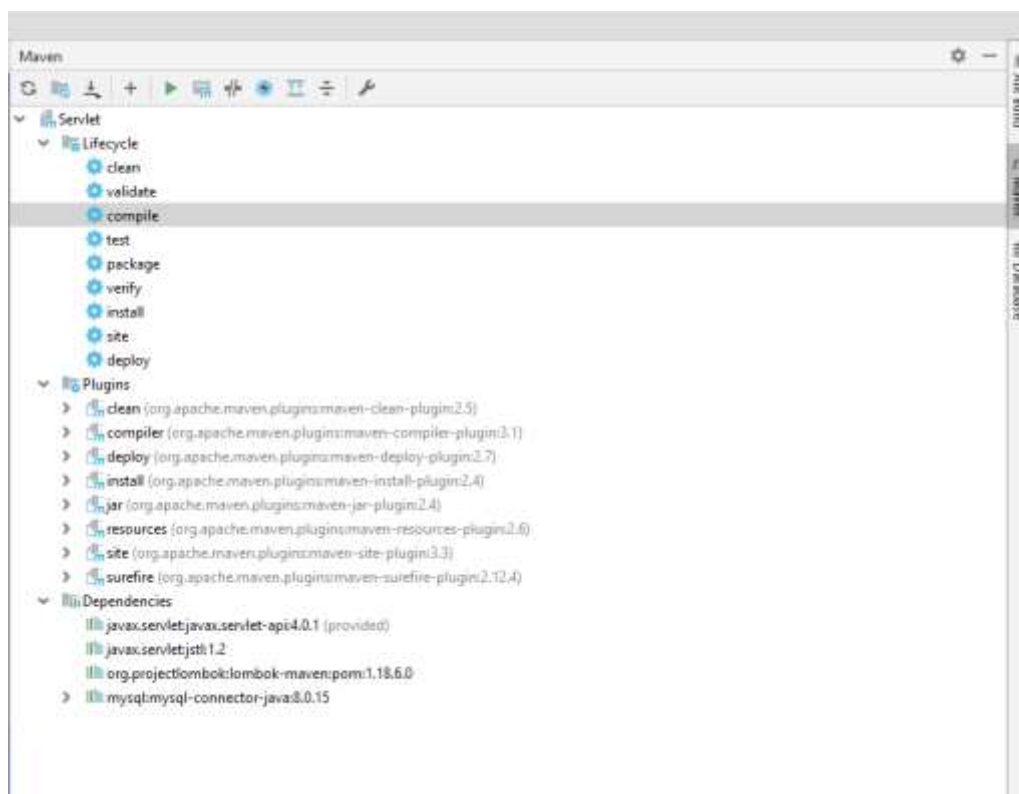 Maven
Servlet
Lifecycle
clean
validate
compile
test
package
verify
install
site
deploy
Plugins
clean (org.apache.maven.plugins:maven-clean-plugin:2.5)
compiler (org.apache.maven.plugins:maven-compiler-plugin:3.1)
deploy (org.apache.maven.plugins:maven-deploy-plugin:2.7)
install (org.apache.maven.plugins:maven-install-plugin:2.4)
jar (org.apache.maven.plugins:maven-jar-plugin:2.4)
resources (org.apache.maven.plugins:maven-resources-plugin:2.6)
site (org.apache.maven.plugins:maven-site-plugin:3.3)
surefire (org.apache.maven.plugins:maven-surefire-plugin:2.12.4)
Dependencies
javax.servlet:javax.servlet-api:4.0.1 (provided)
javax.servlet:jstl:1.2
org.projectlombok:lombok-maven:pom:1.18.6.0
mysql:mysql-connector-java:8.0.15
Database